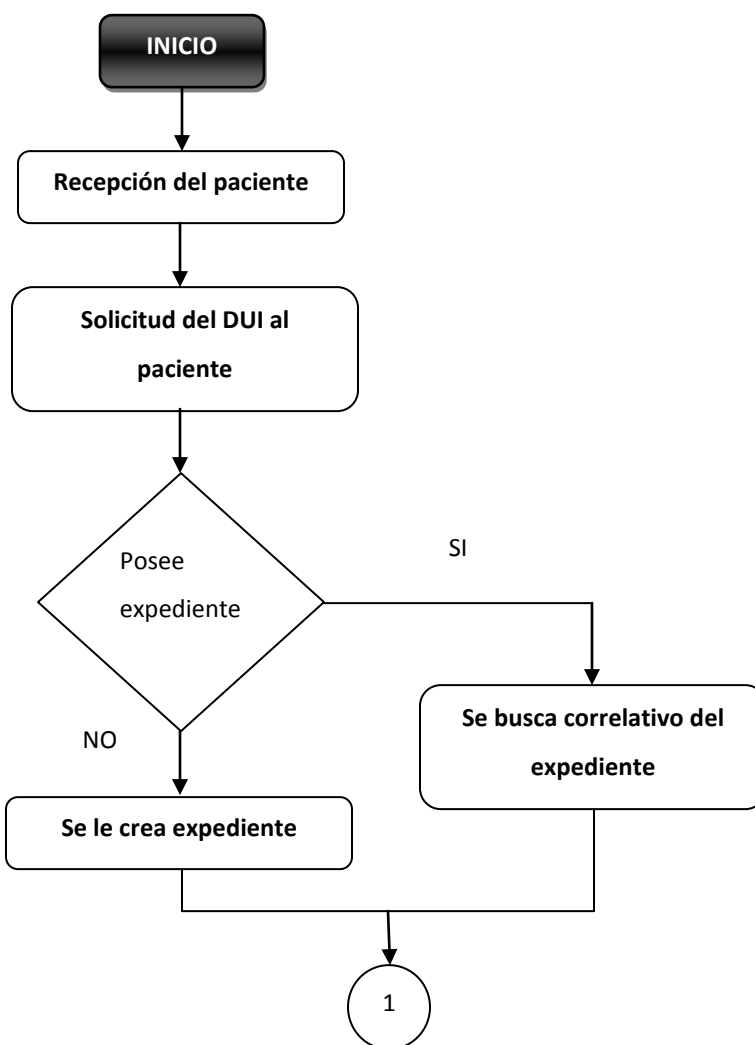 INICIO
Recepción del paciente
Solicitud del DUI al
paciente
Posee
expediente
SI
NO
Se busca correlativo del
expediente
Se le crea expediente
1